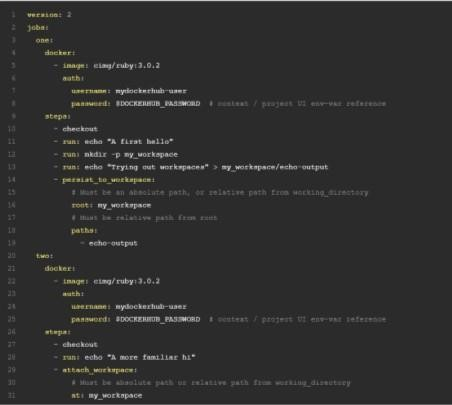 1 version: 2
2 jobs:
3 one:
4 docker:
5 - image: cimg/ruby:3.0.2
6 auth:
7 username: mydockerhub-user
8 password: $DOCKERHUB_PASSWORD # context / project UI env-var reference
9 steps:
10 - checkout
11 - run: echo "A first hello"
12 - run: mkdir -p my_workspace
13 - run: echo "Trying out workspaces" > my_workspace/echo-output
14 - persist_to_workspace:
15 # Must be an absolute path, or relative path from working_directory
16 root: my_workspace
17 # Must be relative path from root
18 paths:
19 - echo-output
20 two:
21 docker:
22 - image: cimg/ruby:3.0.2
23 auth:
24 username: mydockerhub-user
25 password: $DOCKERHUB_PASSWORD # context / project UI env-var reference
26 steps:
27 - checkout
28 - run: echo "A more familiar hi"
29 - attach_workspace:
30 # Must be absolute path or relative path from working_directory
31 at: my_workspace